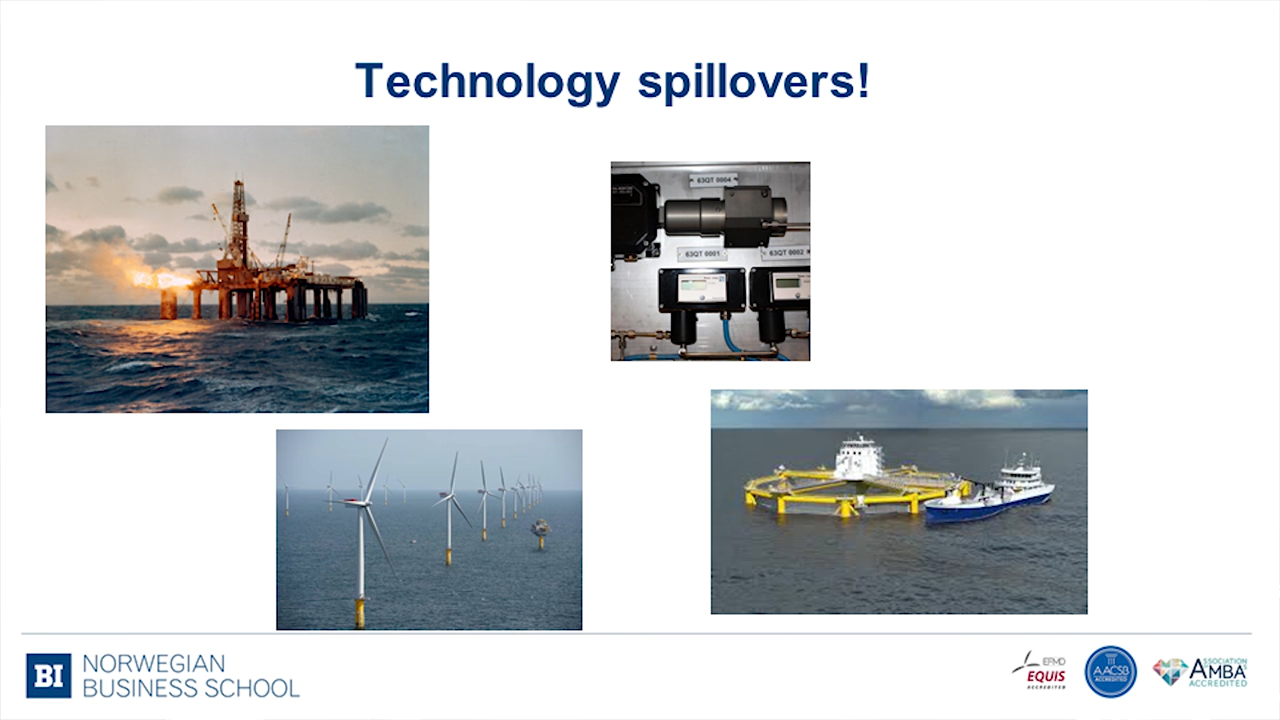 Technology spillovers!
63QT 0004
63QT 0001
63QT 0002
BI
NORWEGIAN
BUSINESS SCHOOL
EFMD
EQUIS
ACCREDITED
AACSB
ACCREDITED
ASSOCIATION
AMBA
ACCREDITED